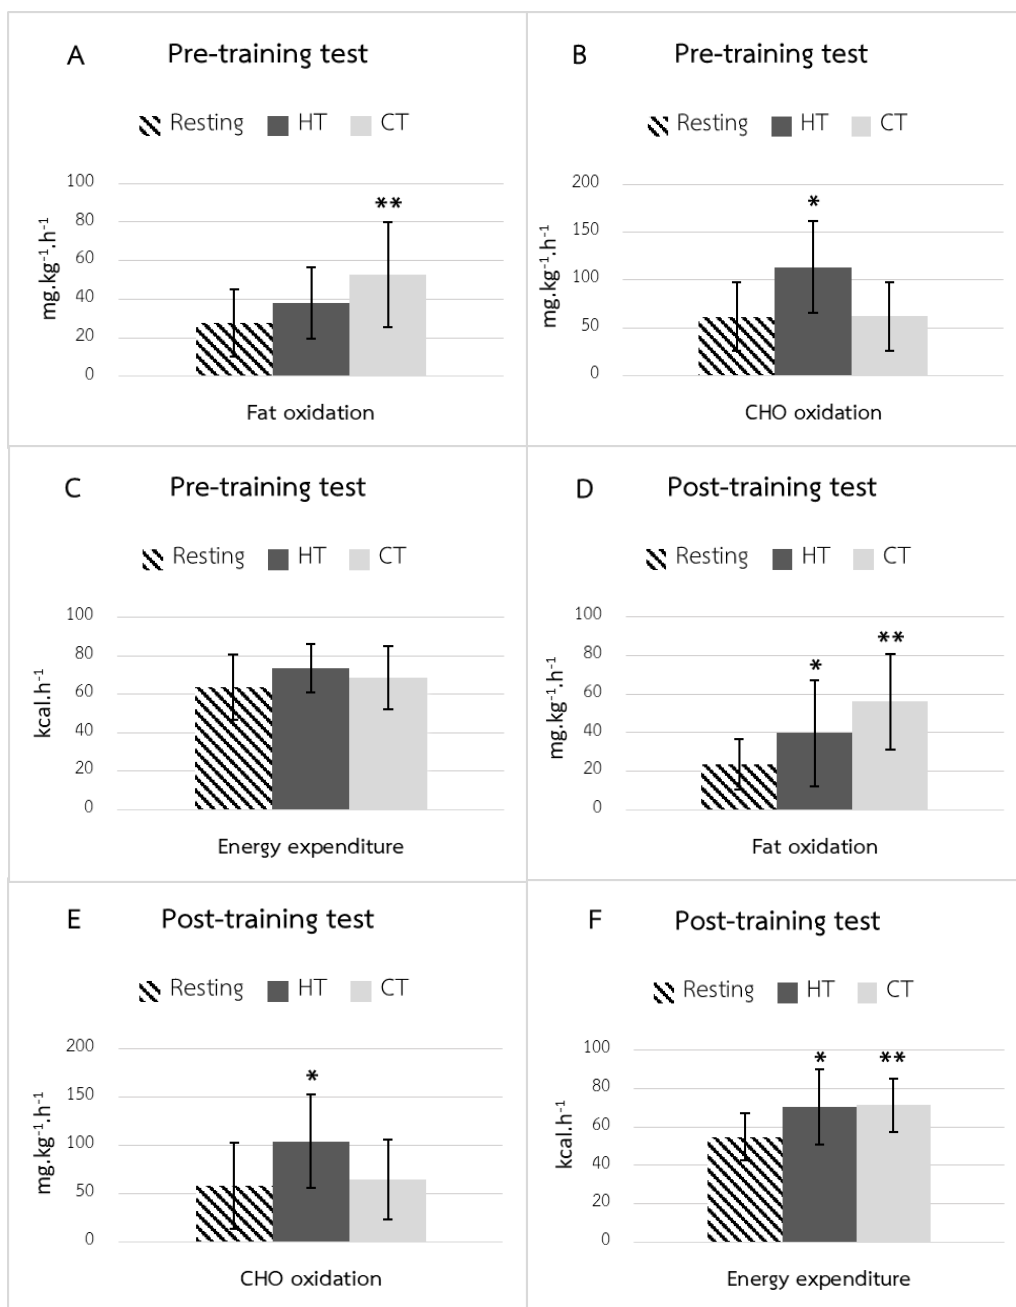 A Pre-training test
Resting HT CT
100
80
60
40
20
0
mg.kg⁻¹.h⁻¹
**
Fat oxidation
B Pre-training test
Resting HT CT
200
150
100
50
0
mg.kg⁻¹.h⁻¹
*
CHO oxidation
C Pre-training test
Resting HT CT
100
80
60
40
20
0
kcal.h⁻¹
Energy expenditure
D Post-training test
Resting HT CT
100
80
60
40
20
0
mg.kg⁻¹.h⁻¹
* **
Fat oxidation
E Post-training test
Resting HT CT
200
150
100
50
0
mg.kg⁻¹.h⁻¹
*
CHO oxidation
F Post-training test
Resting HT CT
100
80
60
40
20
0
kcal.h⁻¹
* **
Energy expenditure